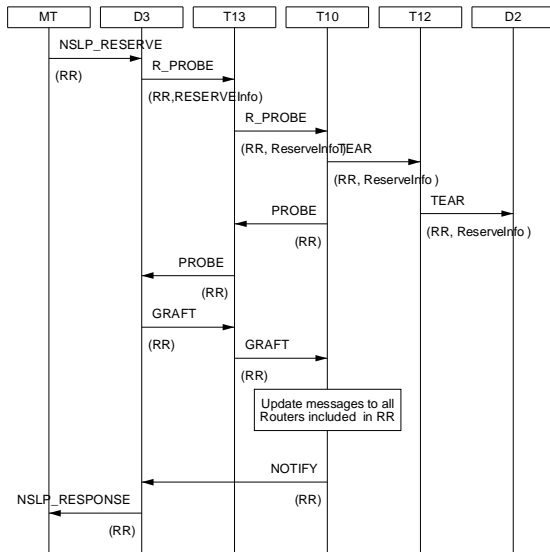 MT D3 T13 T10 T12 D2
NSLP_RESERVE
(RR)
R_PROBE
(RR,RESERVEInfo)
R_PROBE
(RR, ReserveInfo)
TEAR
(RR, ReserveInfo )
TEAR
(RR, ReserveInfo )
PROBE
(RR)
PROBE
(RR)
GRAFT
(RR)
GRAFT
(RR)
Update messages to all
Routers included in RR
NOTIFY
(RR)
NSLP_RESPONSE
(RR)